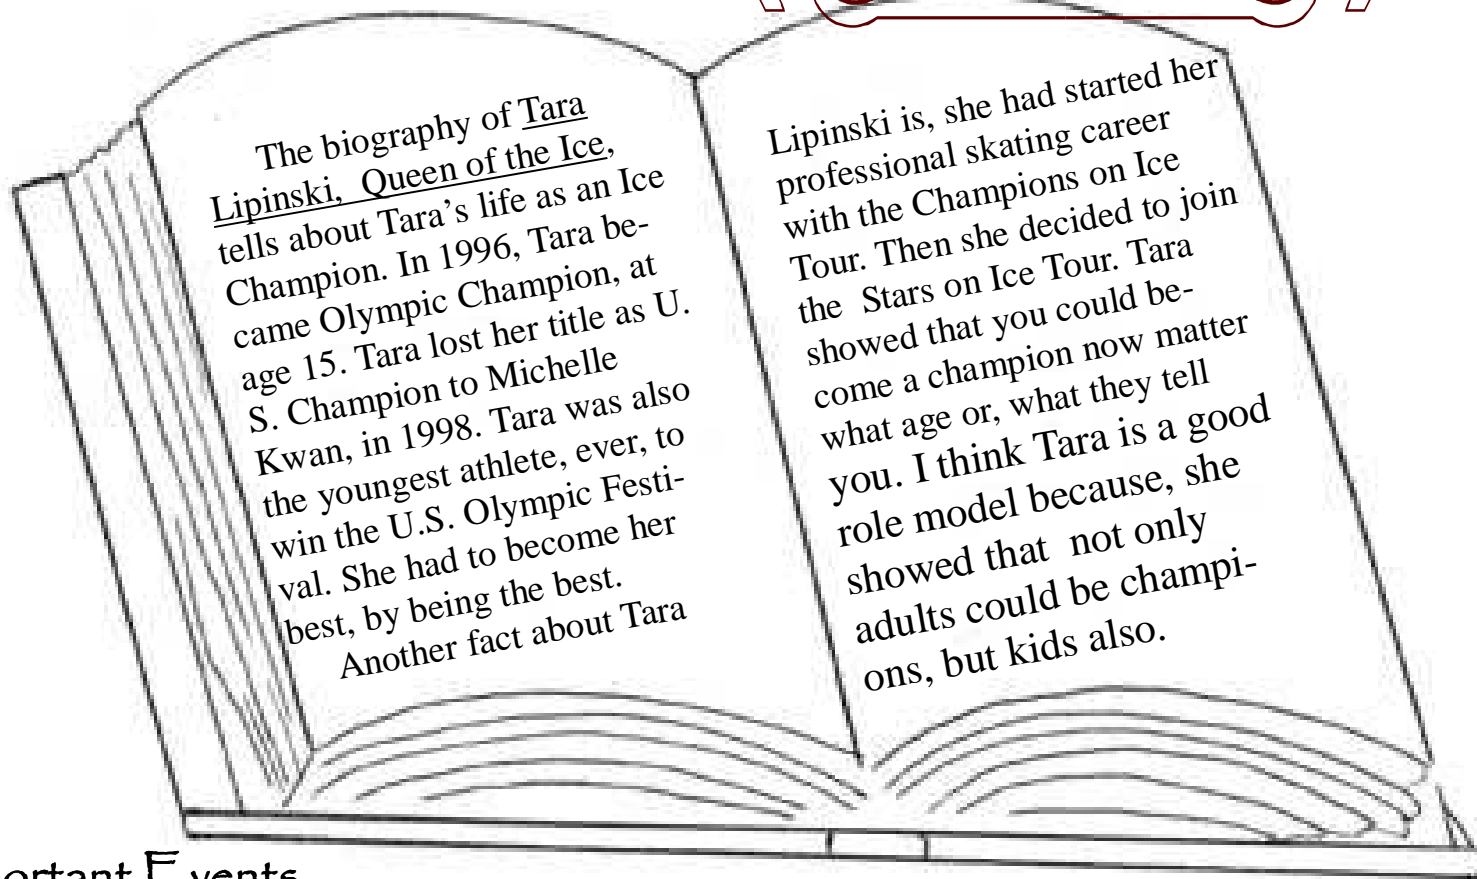 The biography of Tara
Lipinski, Queen of the Ice,
tells about Tara’s life as an Ice
Champion. In 1996, Tara be-
came Olympic Champion, at
age 15. Tara lost her title as U.
S. Champion to Michelle
Kwan, in 1998. Tara was also
the youngest athlete, ever, to
win the U.S. Olympic Festi-
val. She had to become her
best, by being the best.
Another fact about Tara
Lipinski is, she had started her
professional skating career
with the Champions on Ice
Tour. Then she decided to join
the Stars on Ice Tour. Tara
showed that you could be-
come a champion now matter
what age or, what they tell
you. I think Tara is a good
role model because, she
showed that not only
adults could be champi-
ons, but kids also.
Events